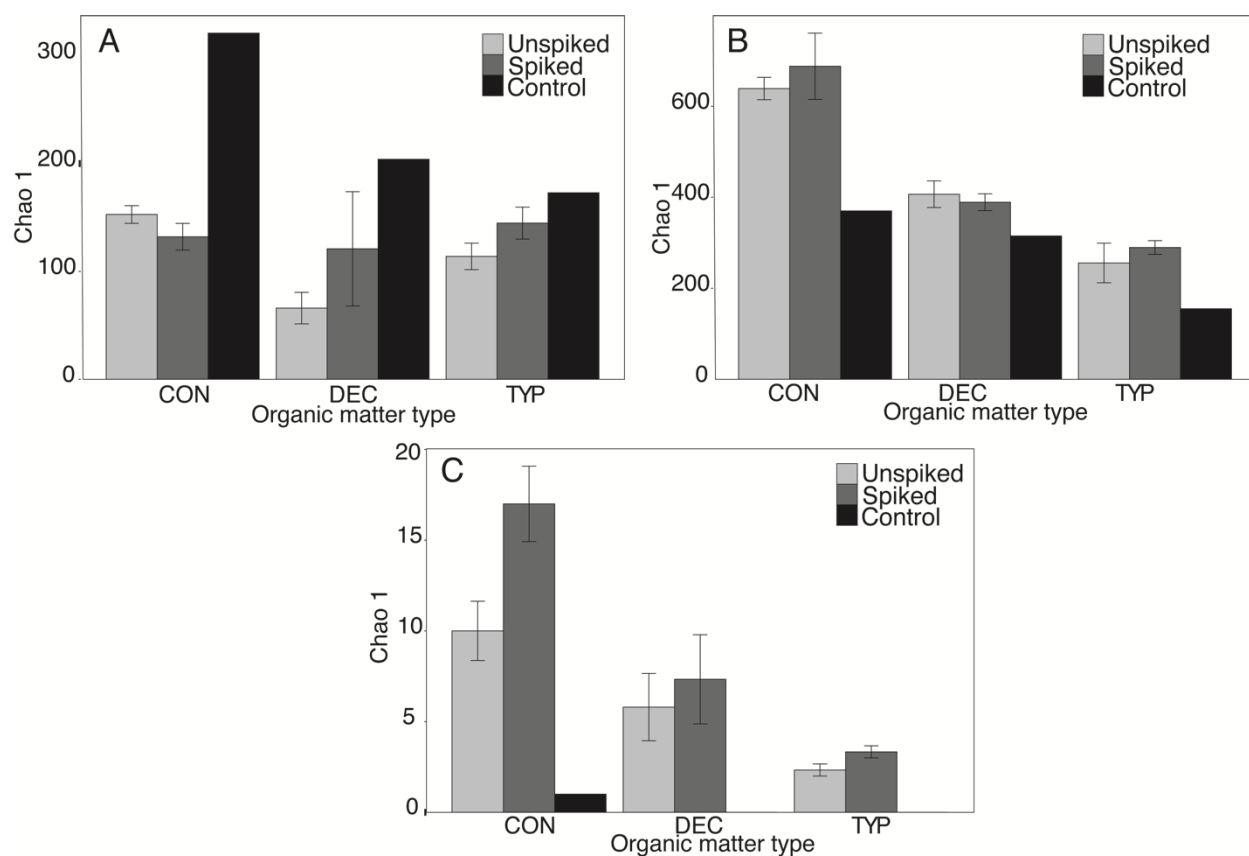 A
Unspiked
Spiked
Control
300
200
100
0
Chao 1
CON DEC TYP
Organic matter type
B
Unspiked
Spiked
Control
600
400
200
0
Chao 1
CON DEC TYP
Organic matter type
C
Unspiked
Spiked
Control
20
15
10
5
0
Chao 1
CON DEC TYP
Organic matter type